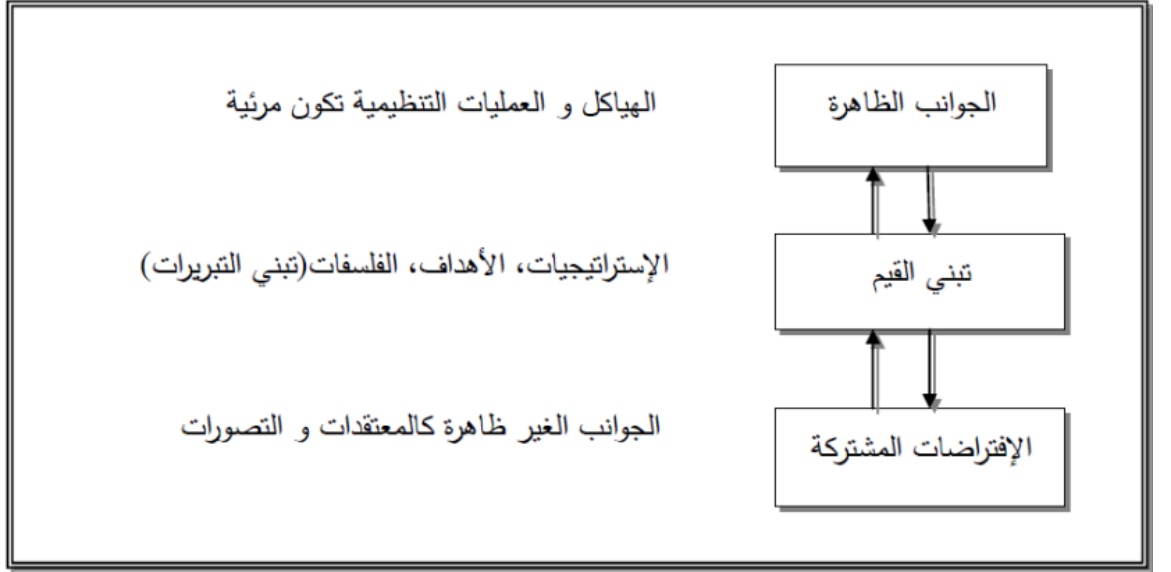 الجوانب الظاهرة
الهياكل و العمليات التنظيمية تكون مرئية
تبني القيم
الإستراتيجيات، الأهداف، الفلسفات(تبني التبريرات)
الإفتراضات المشتركة
الجوانب الغير ظاهرة كالمعتقدات و التصورات